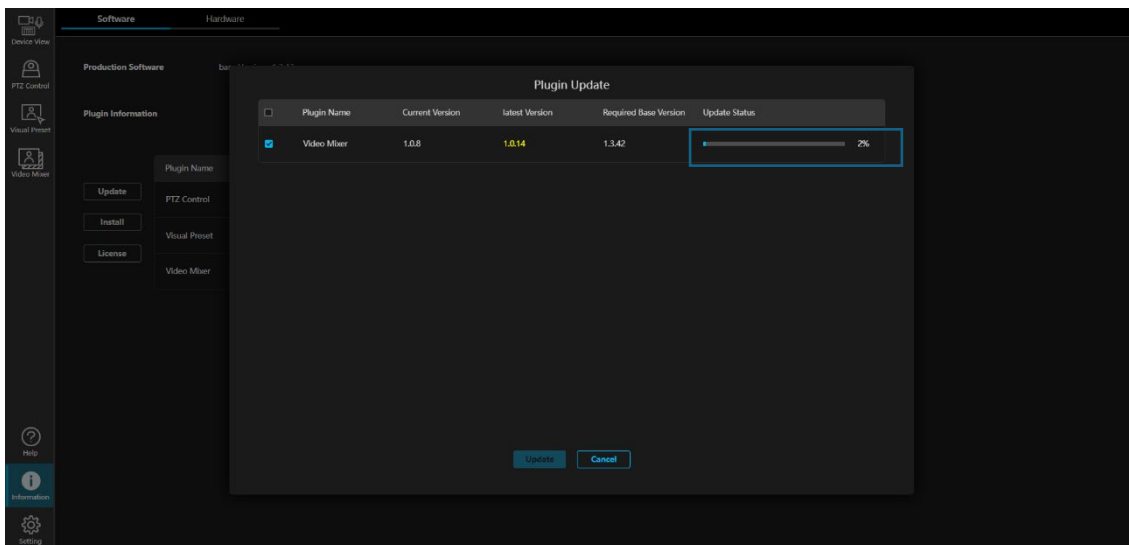 Software Hardware
Device View
PTZ Control
Visual Preset
Video Mixer
Production Software
Plugin Information
Update
Install
License
Plugin Name
PTZ Control
Visual Preset
Video Mixer
Plugin Update
Plugin Name Current Version latest Version Required Base Version Update Status
Video Mixer 1.0.8 1.0.14 1.3.42 2%
Update Cancel
Help
Information
Setting